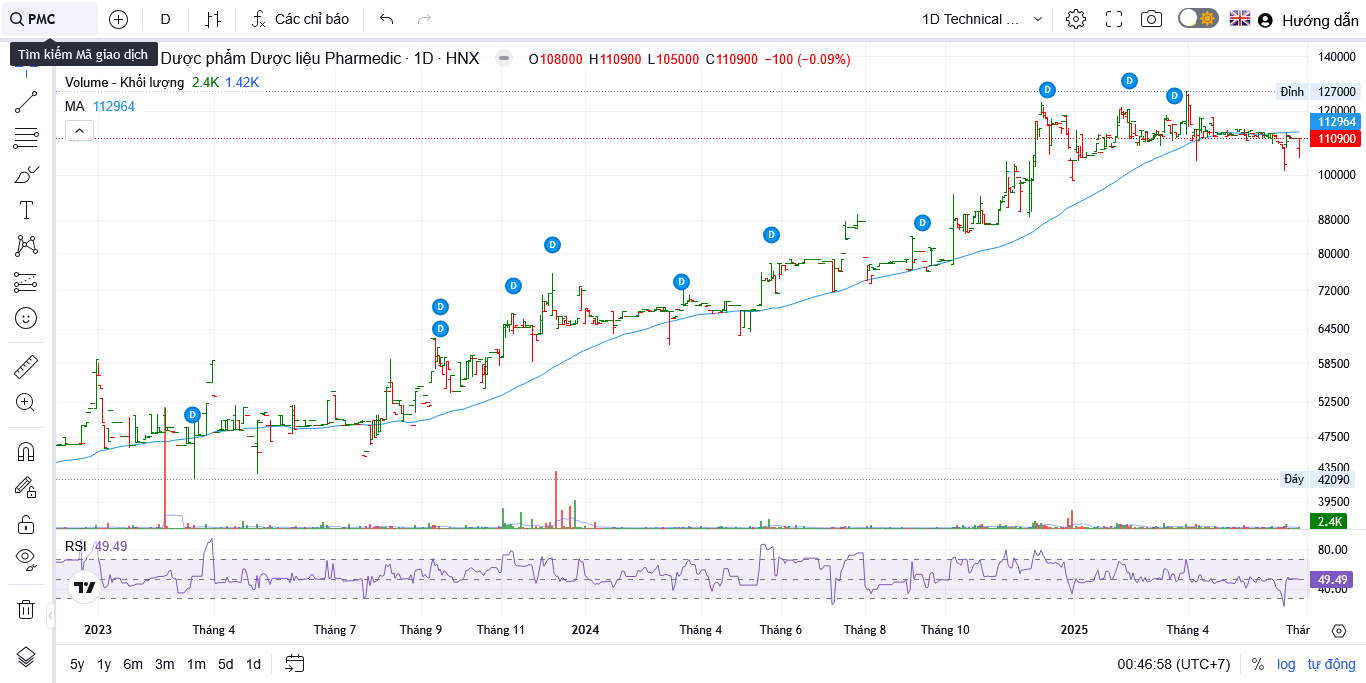 PMC
D
Các chỉ báo
1D Technical ...
Hướng dẫn
Tìm kiếm Mã giao dịch
Dược phẩm Dược liệu Pharmedic · 1D · HNX
O108000 H110900 L105000 C110900 −100 (−0.09%)
Volume - Khối lượng 2.4K 1.42K
MA 112964
140000
Đỉnh 127000
120000
112964
110900
100000
88000
80000
72000
64500
58500
52500
47500
43500
Đáy 42090
39500
2.4K
D
D
D
D
D
D
D
D
D
D
D
D
RSI 49.49
80.00
49.49
40.00
2023
Tháng 4
Tháng 7
Tháng 9
Tháng 11
2024
Tháng 4
Tháng 6
Tháng 8
Tháng 10
2025
Tháng 4
Thár
5y 1y 6m 3m 1m 5d 1d
00:46:58 (UTC+7)
% log tự động